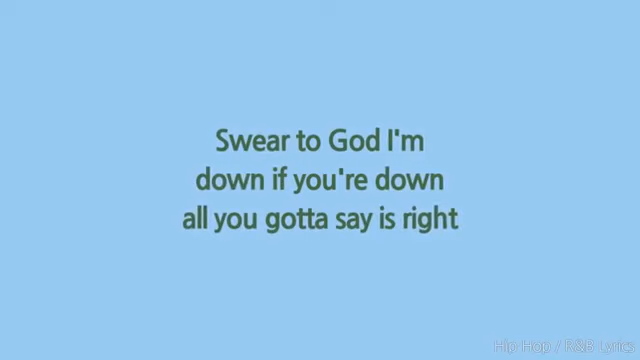 Swear to God I'm
down if you're down
all you gotta say is right
Hip-Hop / R&B Lyrics